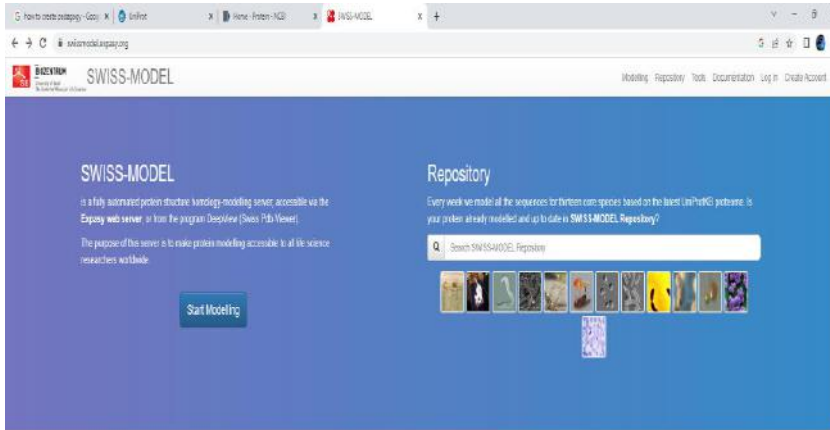 how to create pedagogy - Goog
UniProt
Home - Protein - NCBI
SWISS-MODEL
swissmodel.expasy.org
BIOZENTRUM
SWISS-MODEL
Modelling Repository Tools Documentation Log in Create Account
SWISS-MODEL
is a fully automated protein structure homology-modelling server, accessible via the
Expasy web server, or from the program DeepView (Swiss Pdb-Viewer).
The purpose of this server is to make protein modelling accessible to all life science
researchers worldwide.
Start Modelling
Repository
Every week we model all the sequences for thirteen core species based on the latest UniProtKB proteome. Is
your protein already modelled and up to date in SWISS-MODEL Repository?
Search SWISS-MODEL Repository